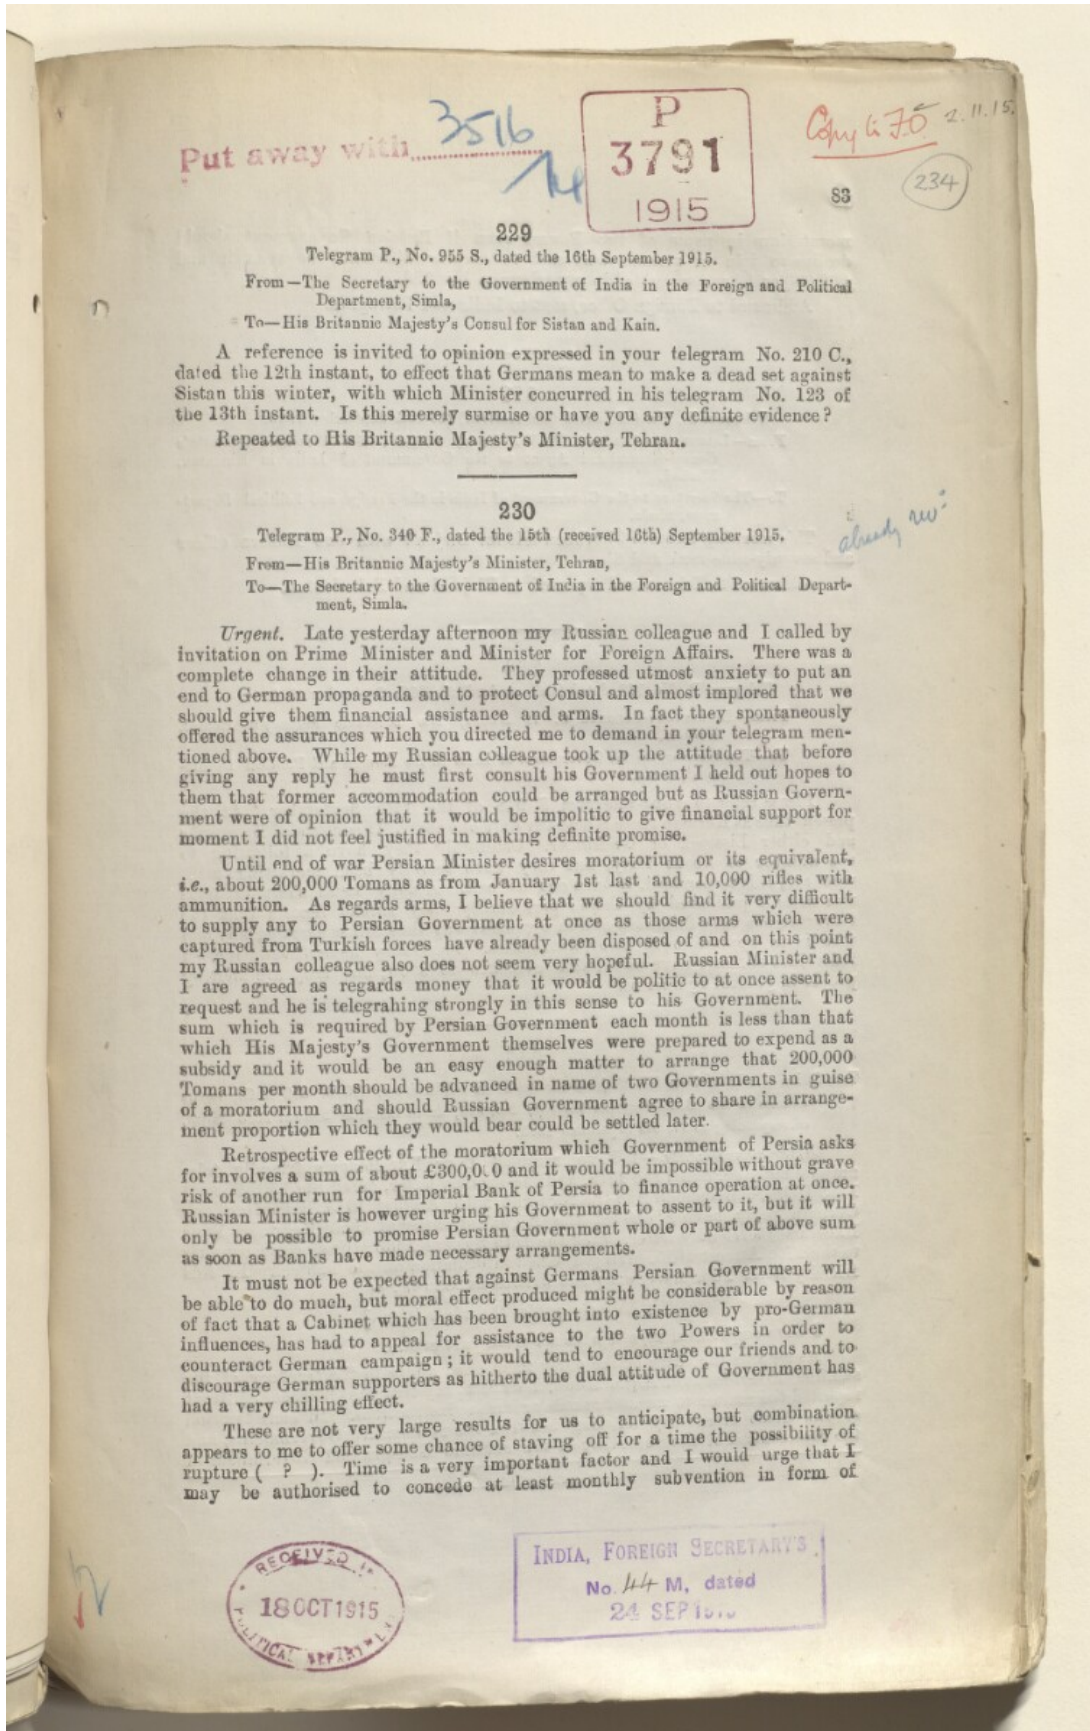 Put away with 3516
P
3791
1915
Copy to F.O. 2.11.15.
234
83
229
Telegram P., No. 955 S., dated the 16th September 1915.
From—The Secretary to the Government of India in the Foreign and Political
Department, Simla,
To—His Britannic Majesty's Consul for Sistan and Kain.
A reference is invited to opinion expressed in your telegram No. 210 C.,
dated the 12th instant, to effect that Germans mean to make a dead set against
Sistan this winter, with which Minister concurred in his telegram No. 123 of
the 13th instant. Is this merely surmise or have you any definite evidence?
Repeated to His Britannic Majesty's Minister, Tehran.
230
Telegram P., No. 340 F., dated the 15th (received 16th) September 1915.
already
From—His Britannic Majesty's Minister, Tehran,
To—The Secretary to the Government of India in the Foreign and Political Depart-
ment, Simla.
Urgent. Late yesterday afternoon my Russian colleague and I called by
invitation on Prime Minister and Minister for Foreign Affairs. There was a
complete change in their attitude. They professed utmost anxiety to put an
end to German propaganda and to protect Consul and almost implored that we
should give them financial assistance and arms. In fact they spontaneously
offered the assurances which you directed me to demand in your telegram men-
tioned above. While my Russian colleague took up the attitude that before
giving any reply he must first consult his Government I held out hopes to
them that former accommodation could be arranged but as Russian Govern-
ment were of opinion that it would be impolitic to give financial support for
moment I did not feel justified in making definite promise.
Until end of war Persian Minister desires moratorium or its equivalent,
i.e., about 200,000 Tomans as from January 1st last and 10,000 rifles with
ammunition. As regards arms, I believe that we should find it very difficult
to supply any to Persian Government at once as those arms which were
captured from Turkish forces have already been disposed of and on this point
my Russian colleague also does not seem very hopeful. Russian Minister and
I are agreed as regards money that it would be politic to at once assent to
request and he is telegrahing strongly in this sense to his Government. The
sum which is required by Persian Government each month is less than that
which His Majesty's Government themselves were prepared to expend as a
subsidy and it would be an easy enough matter to arrange that 200,000
Tomans per month should be advanced in name of two Governments in guise
of a moratorium and should Russian Government agree to share in arrange-
ment proportion which they would bear could be settled later.
Retrospective effect of the moratorium which Government of Persia asks
for involves a sum of about £300,0.0 and it would be impossible without grave
risk of another run for Imperial Bank of Persia to finance operation at once.
Russian Minister is however urging his Government to assent to it, but it will
only be possible to promise Persian Government whole or part of above sum
as soon as Banks have made necessary arrangements.
It must not be expected that against Germans Persian Government will
be able to do much, but moral effect produced might be considerable by reason
of fact that a Cabinet which has been brought into existence by pro-German
influences, has had to appeal for assistance to the two Powers in order to
counteract German campaign; it would tend to encourage our friends and to
discourage German supporters as hitherto the dual attitude of Government has
had a very chilling effect.
These are not very large results for us to anticipate, but combination
appears to me to offer some chance of staving off for a time the possibility of
rupture ( ? ). Time is a very important factor and I would urge that I
may be authorised to concede at least monthly subvention in form of
RECEIVED IN
18 OCT 1915
POLITICAL DEPART
INDIA, FOREIGN SECRETARY'S
No. 44 M, dated
24 SEP